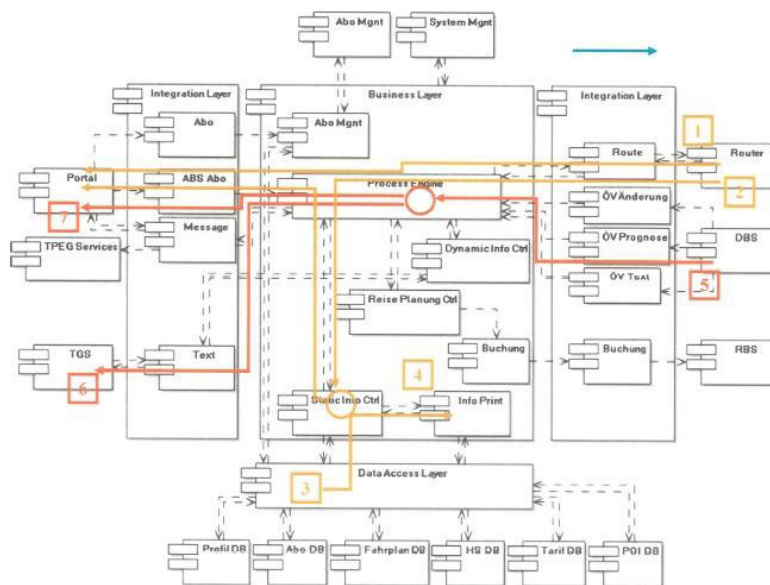 Abo Mgnt
System Mgnt
Integration Layer
Business Layer
Integration Layer
Abo
Abo Mgnt
1
Route
Router
Portal
ABS Abo
Process Engine
2
7
ÖV Änderung
Message
ÖV Prognose
DBS
TPEG Services
Dynamic Info Ctrl
ÖV Text
5
Reise Planung Ctrl
TGS
Text
Buchung
Buchung
RBS
6
4
Static Info Ctrl
Info Print
3
Data Access Layer
Profil DB
Abo DB
Fahrplan DB
HS DB
Tarif DB
POI DB